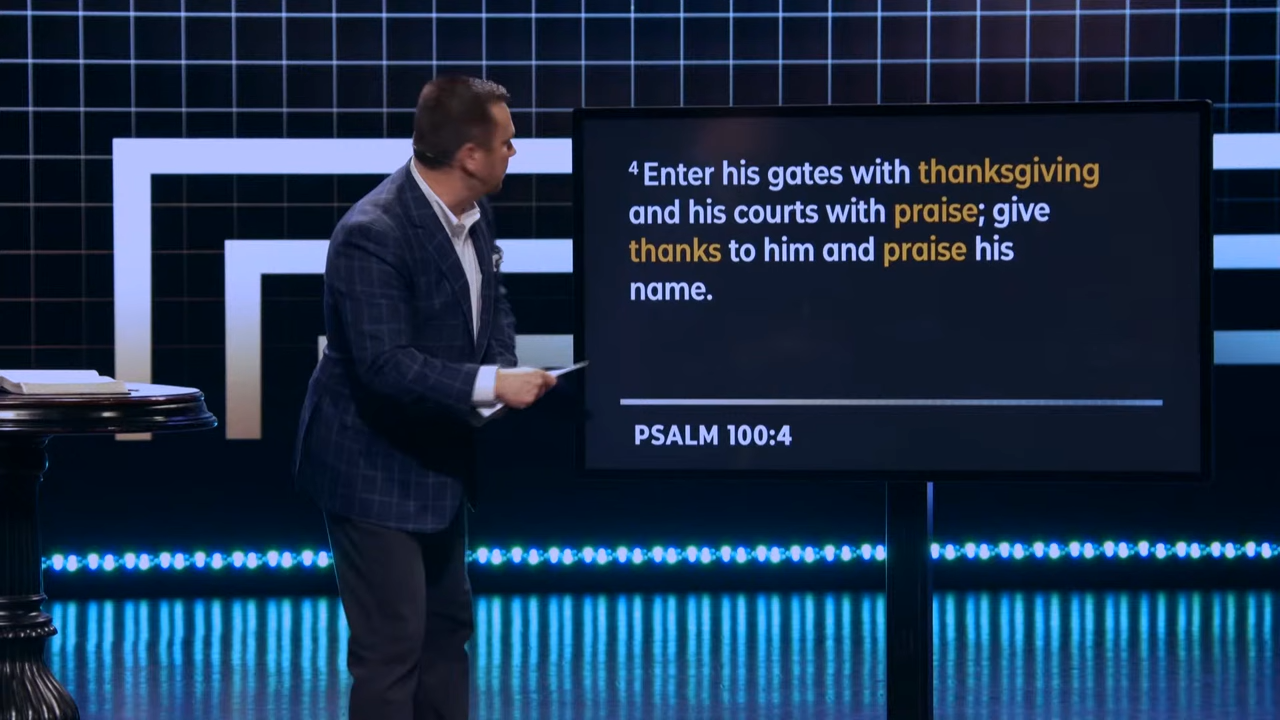 4 Enter his gates with thanksgiving
and his courts with praise; give
thanks to him and praise his
name.
PSALM 100:4